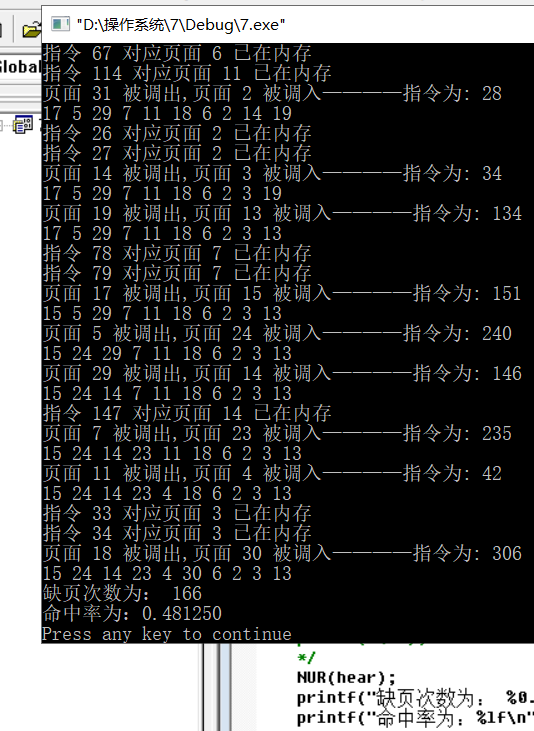 "D:\操作系统\7\Debug\7.exe"
Global
指令 67 对应页面 6 已在内存
指令 114 对应页面 11 已在内存
页面 31 被调出,页面 2 被调入————指令为: 28
17 5 29 7 11 18 6 2 14 19
指令 26 对应页面 2 已在内存
指令 27 对应页面 2 已在内存
页面 14 被调出,页面 3 被调入————指令为: 34
17 5 29 7 11 18 6 2 3 19
页面 19 被调出,页面 13 被调入————指令为: 134
17 5 29 7 11 18 6 2 3 13
指令 78 对应页面 7 已在内存
指令 79 对应页面 7 已在内存
页面 17 被调出,页面 15 被调入————指令为: 151
15 5 29 7 11 18 6 2 3 13
页面 5 被调出,页面 24 被调入————指令为: 240
15 24 29 7 11 18 6 2 3 13
页面 29 被调出,页面 14 被调入————指令为: 146
15 24 14 7 11 18 6 2 3 13
指令 147 对应页面 14 已在内存
页面 7 被调出,页面 23 被调入————指令为: 235
15 24 14 23 11 18 6 2 3 13
页面 11 被调出,页面 4 被调入————指令为: 42
15 24 14 23 4 18 6 2 3 13
指令 33 对应页面 3 已在内存
指令 34 对应页面 3 已在内存
页面 18 被调出,页面 30 被调入————指令为: 306
15 24 14 23 4 30 6 2 3 13
缺页次数为： 166
命中率为：0.481250
Press any key to continue
*/
NUR(hear);
printf("缺页次数为： %0.
printf("命中率为：%lf\n"